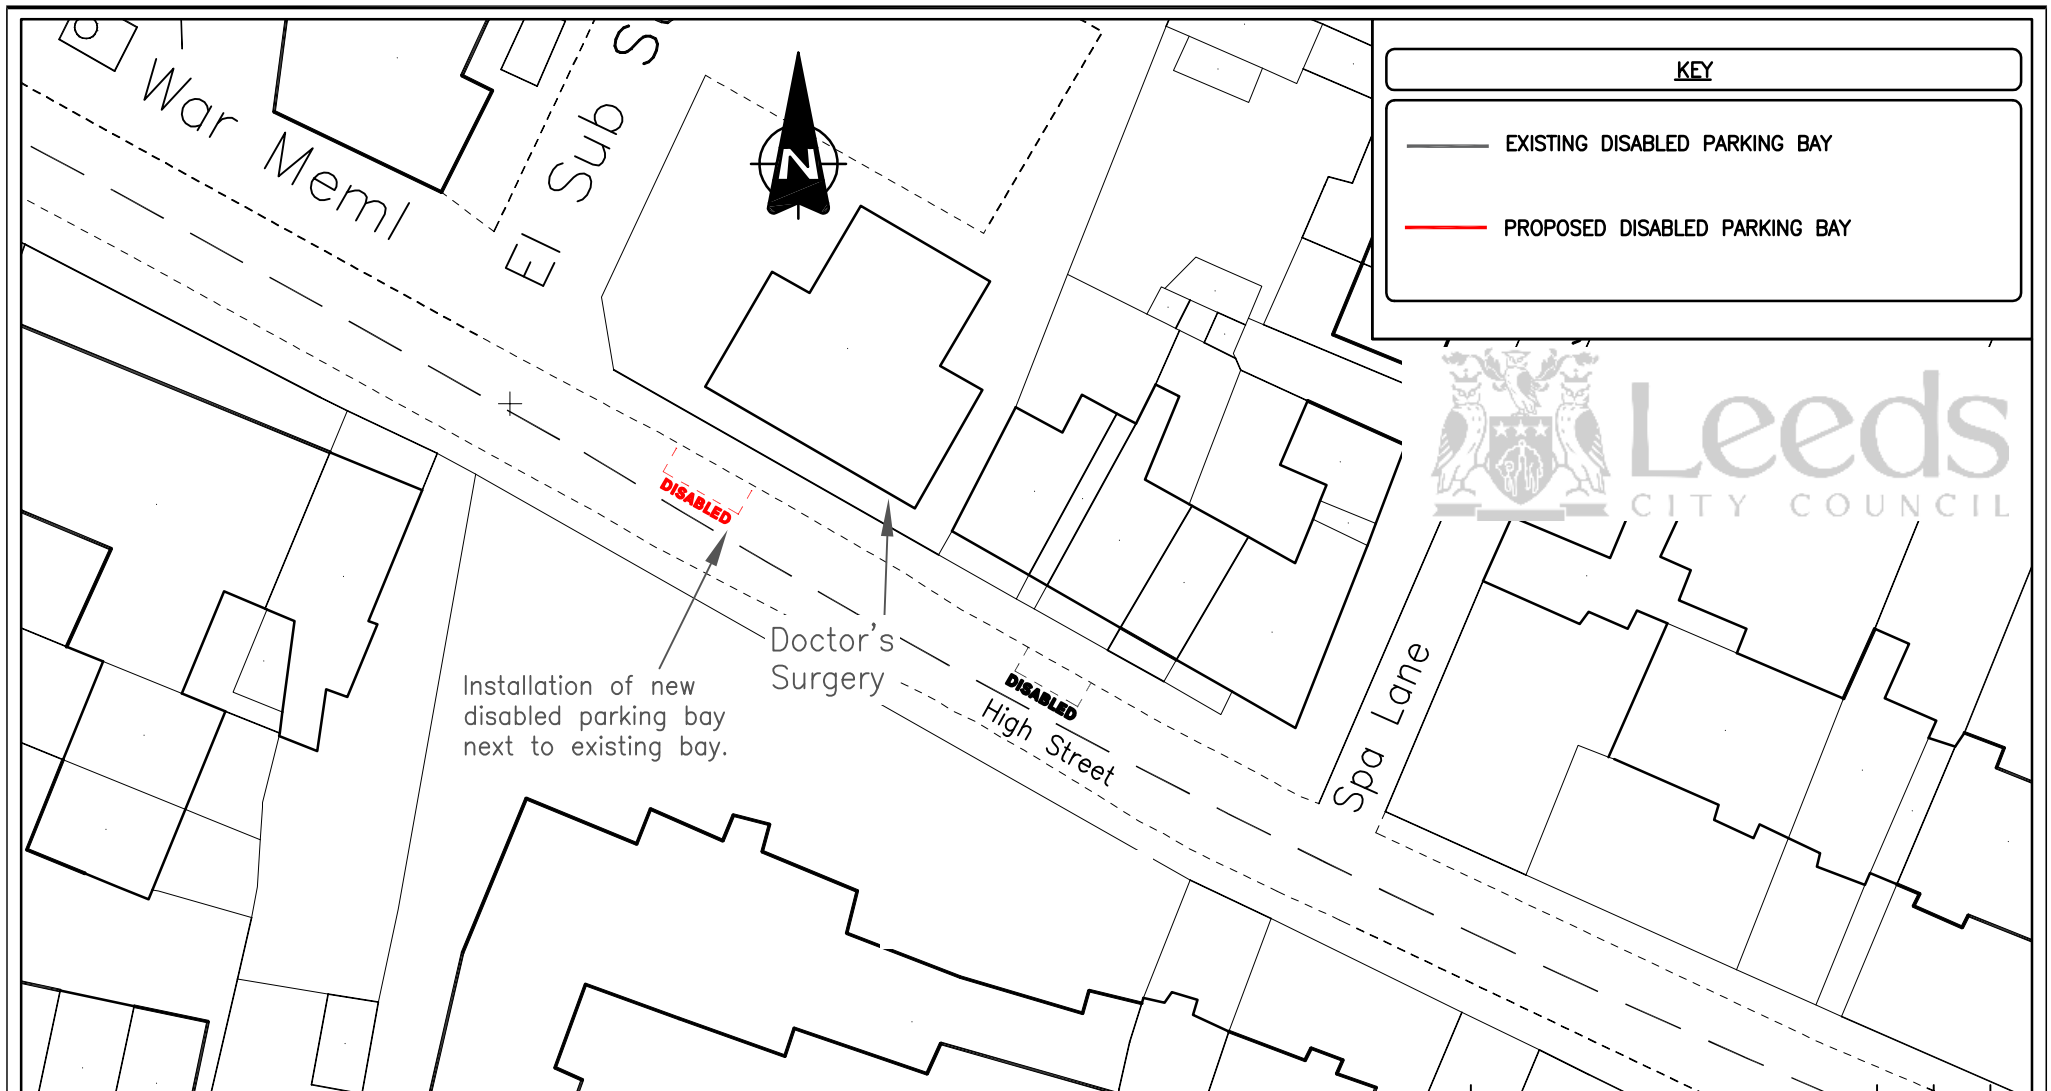 War Meml
El Sub
N
KEY
EXISTING DISABLED PARKING BAY
PROPOSED DISABLED PARKING BAY
Leeds
CITY COUNCIL
DISABLED
Doctor's
Surgery
Installation of new
disabled parking bay
next to existing bay.
DISABLED
High Street
Spa Lane